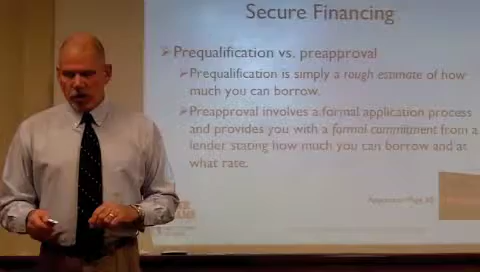 Secure Financing
➢Prequalification vs. preapproval
➢Prequalification is simply a rough estimate of how
much you can borrow.
➢Preapproval involves a formal application process
and provides you with a formal commitment from a
lender stating how much you can borrow and at
what rate.